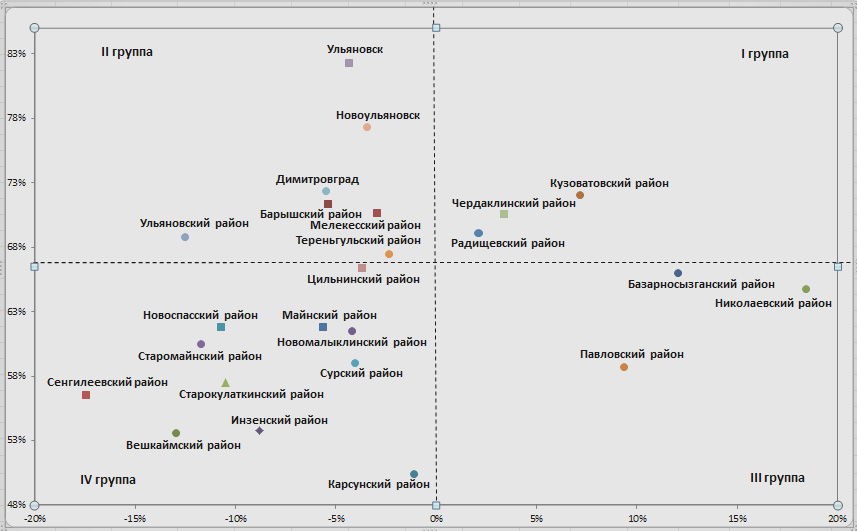 II группа
Ульяновск
I группа
83%
Новоульяновск
78%
Димитровград
Кузоватовский район
73%
Чердаклинский район
Барышский район
Ульяновский район
Мелекесский район
Тереньгульский район
Радищевский район
68%
Цильнинский район
Базарносызганский район
Николаевский район
63%
Новоспасский район
Майнский район
Новомалыклинский район
Старомайнский район
Павловский район
Сурский район
58%
Сенгилеевский район
Старокулаткинский район
Инзенский район
53%
Вешкаймский район
IV группа
Карсунский район
III группа
48%
-20%
-15%
-10%
-5%
0%
5%
10%
15%
20%